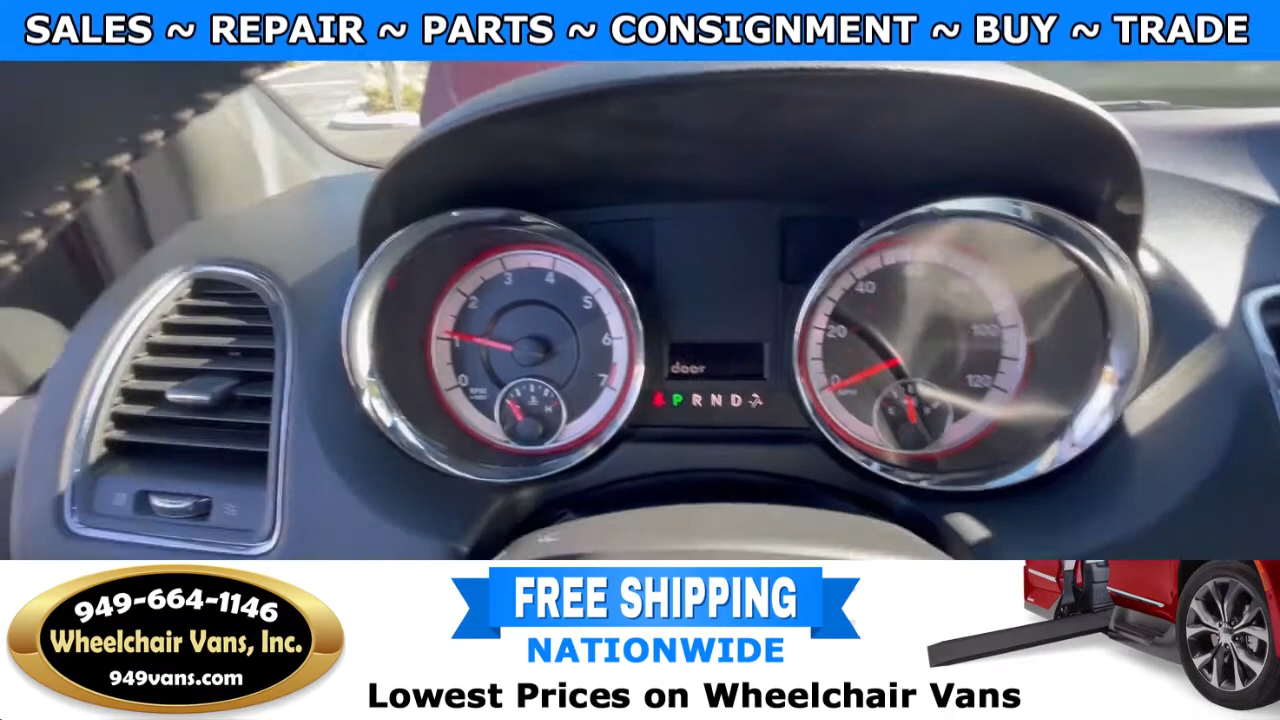 SALES ~ REPAIR ~ PARTS ~ CONSIGNMENT ~ BUY ~ TRADE
0 1 2 3 4 5 6 7
H
door
P R N D
0 20 40 100 120
949-664-1146
Wheelchair Vans, Inc.
949vans.com
FREE SHIPPING
NATIONWIDE
Lowest Prices on Wheelchair Vans